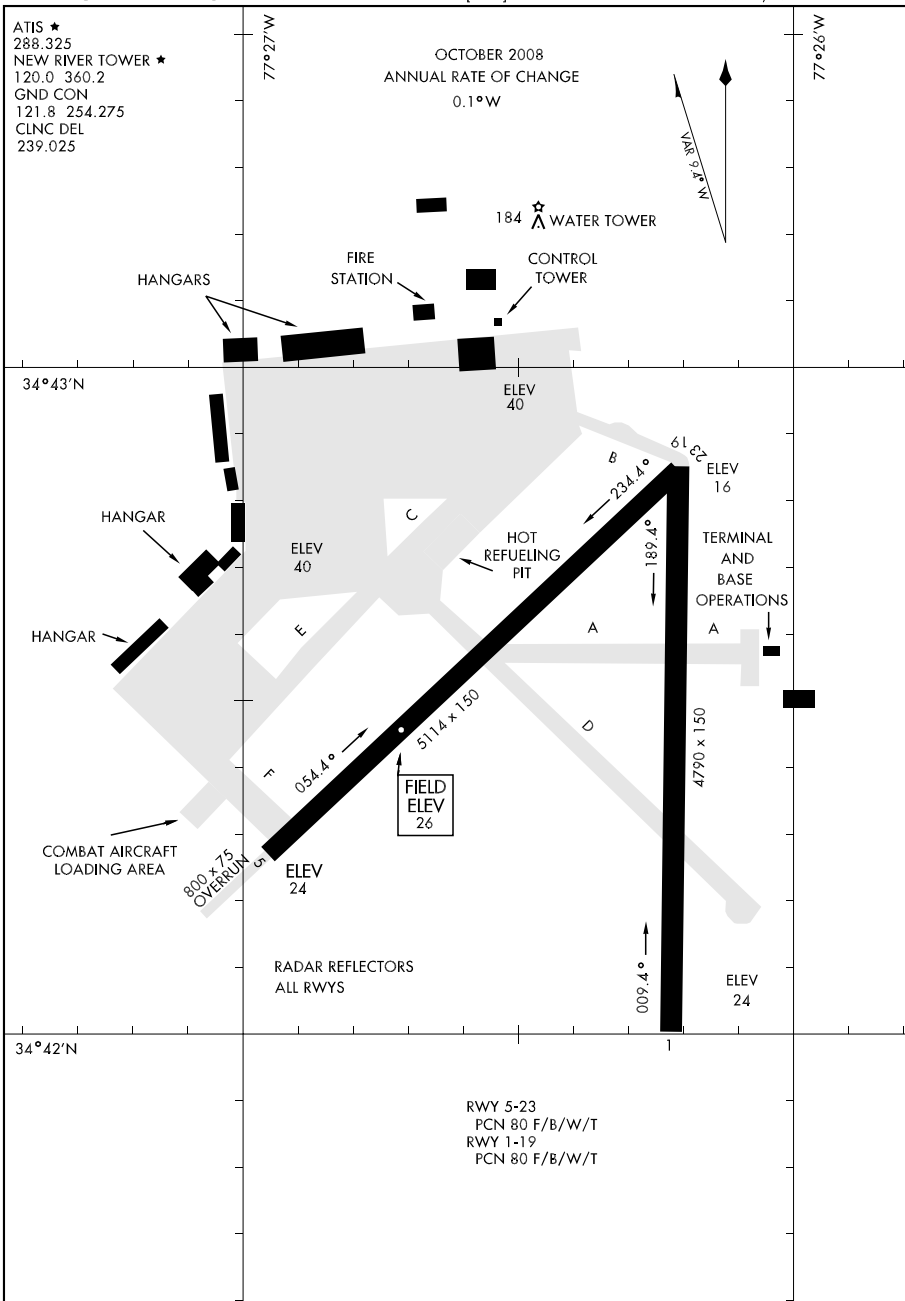 ATIS ★
288.325
NEW RIVER TOWER ★
120.0 360.2
GND CON
121.8 254.275
CLNC DEL
239.025
77°27'W
OCTOBER 2008
ANNUAL RATE OF CHANGE
0.1°W
77°26'W
VAR 9.4° W
184
WATER TOWER
HANGARS
FIRE
STATION
CONTROL
TOWER
34°43'N
ELEV
40
19
23
ELEV
16
B
234.4°
189.4°
C
HANGAR
ELEV
40
HOT
REFUELING
PIT
TERMINAL
AND
BASE
OPERATIONS
HANGAR
E
A
A
D
5114 x 150
4790 x 150
054.4°
F
FIELD
ELEV
26
COMBAT AIRCRAFT
LOADING AREA
800 x 75
OVERRUN
5
ELEV
24
RADAR REFLECTORS
ALL RWYS
009.4°
ELEV
24
34°42'N
1
RWY 5-23
PCN 80 F/B/W/T
RWY 1-19
PCN 80 F/B/W/T